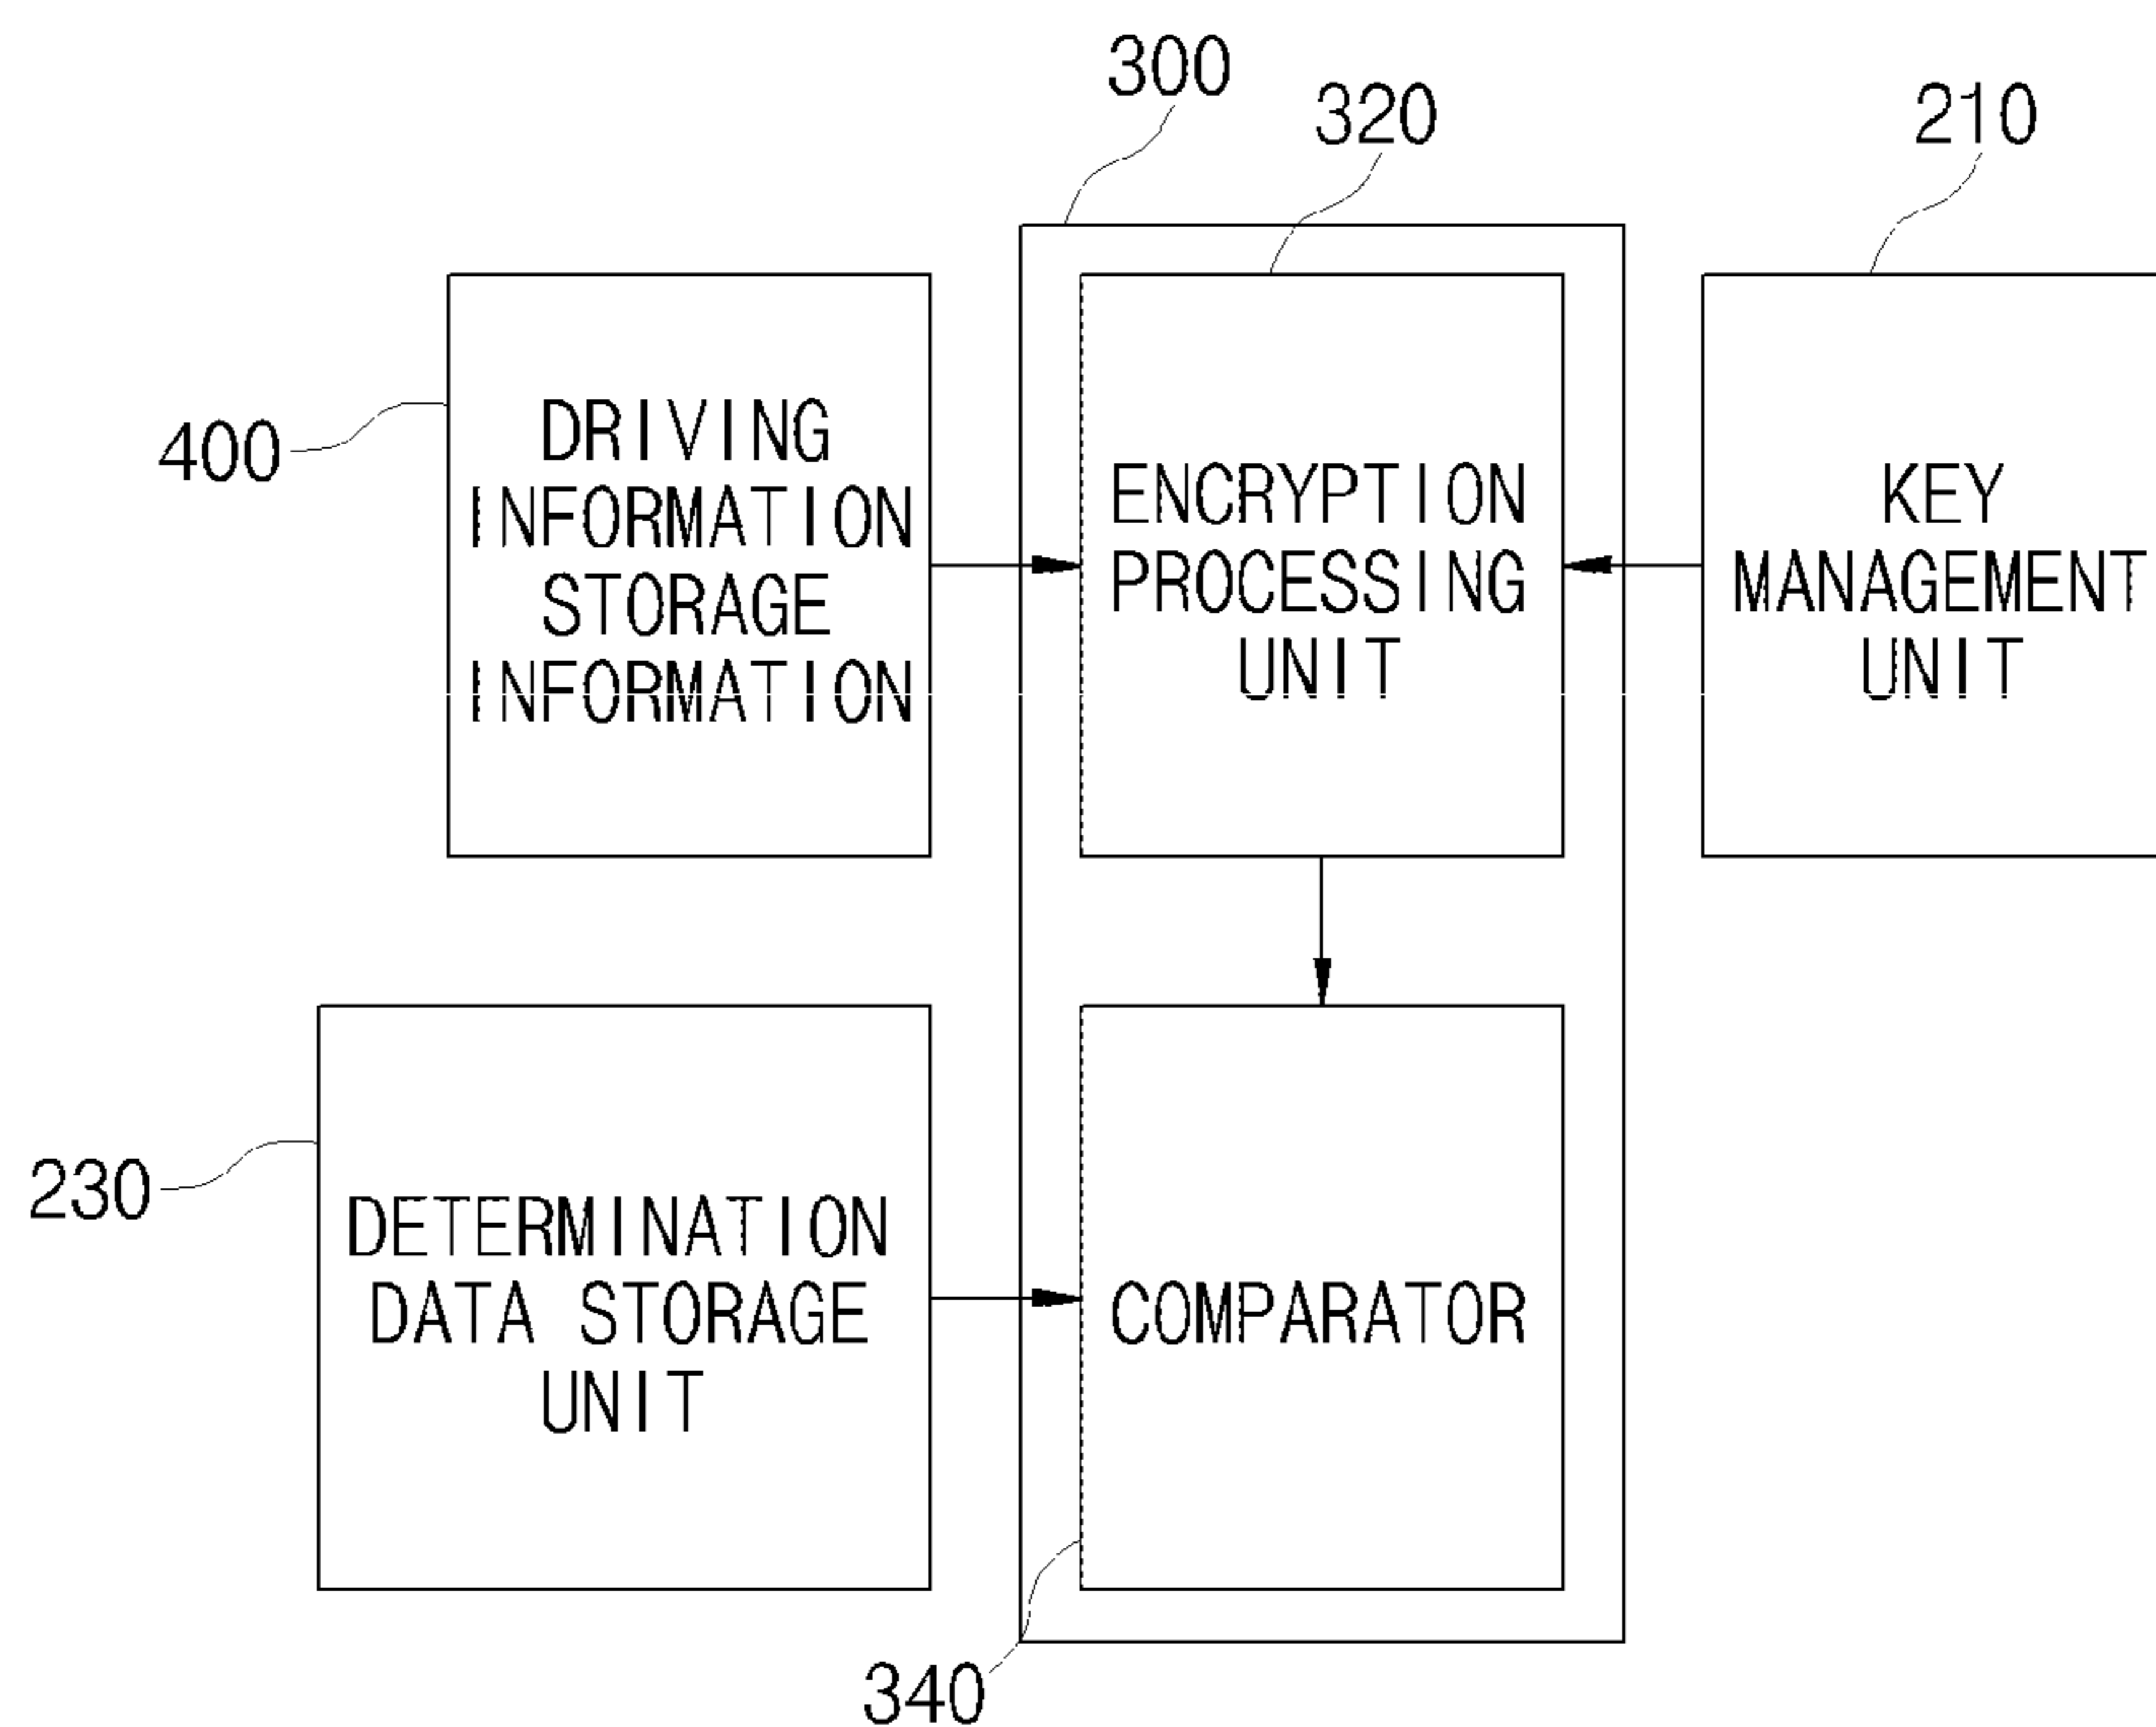 300
320
210
400
DRIVING
INFORMATION
STORAGE
INFORMATION
ENCRYPTION
PROCESSING
UNIT
KEY
MANAGEMENT
UNIT
230
DETERMINATION
DATA STORAGE
UNIT
COMPARATOR
340